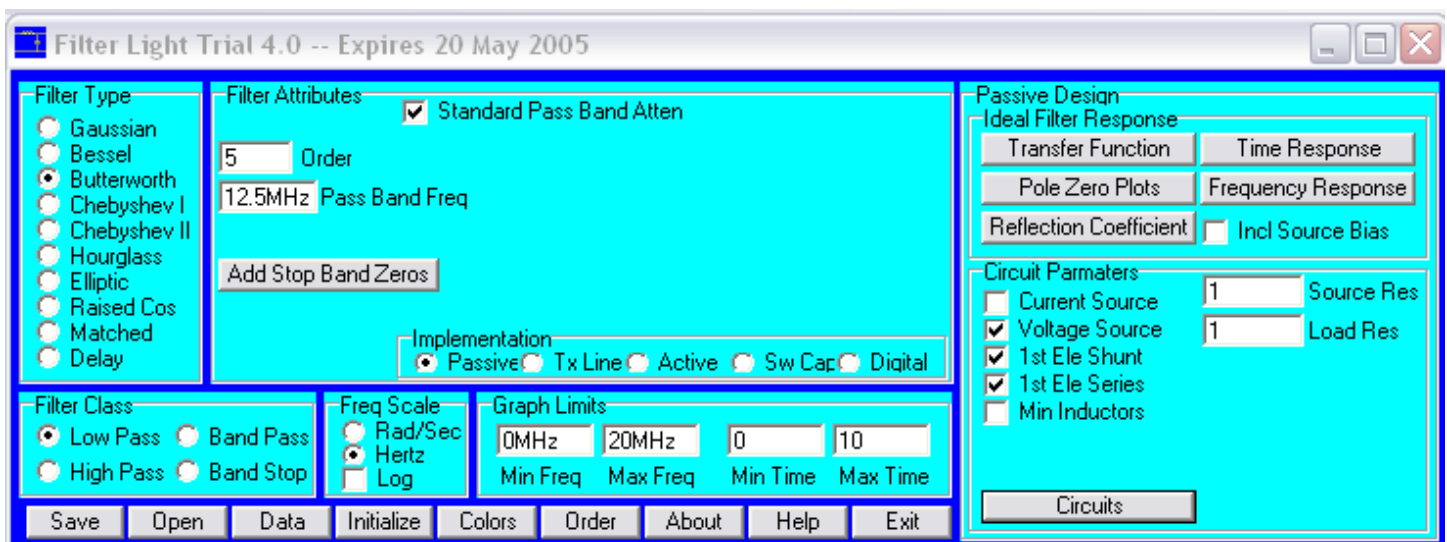 Filter Light Trial 4.0 -- Expires 20 May 2005
Filter Type
Gaussian
Bessel
Butterworth
Chebyshev I
Chebyshev II
Hourglass
Elliptic
Raised Cos
Matched
Delay
Filter Attributes
Standard Pass Band Atten
5 Order
12.5MHz Pass Band Freq
Add Stop Band Zeros
Implementation
Passive Tx Line Active Sw Cap Digital
Passive Design
Ideal Filter Response
Transfer Function Time Response
Pole Zero Plots Frequency Response
Reflection Coefficient Incl Source Bias
Circuit Parmaters
Current Source
Voltage Source
1st Ele Shunt
1st Ele Series
Min Inductors
1 Source Res
1 Load Res
Circuits
Filter Class
Low Pass Band Pass
High Pass Band Stop
Freq Scale
Rad/Sec
Hertz
Log
Graph Limits
0MHz 20MHz 0 10
Min Freq Max Freq Min Time Max Time
Save Open Data Initialize Colors Order About Help Exit